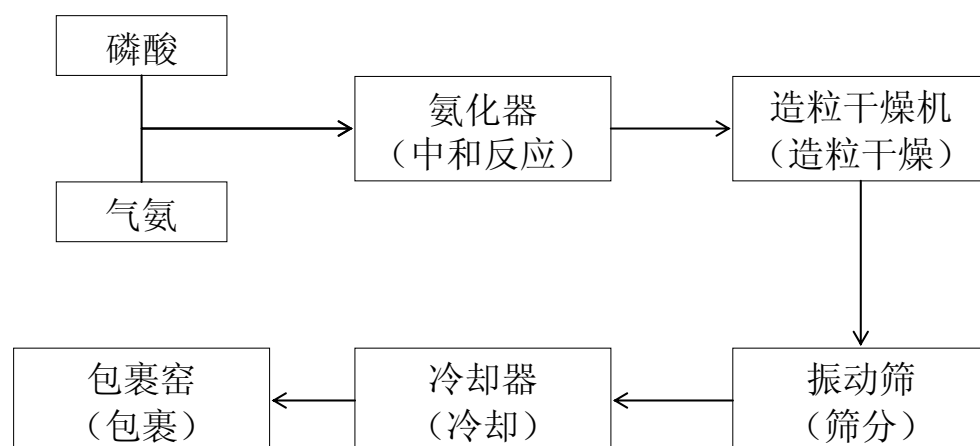 磷酸
气氨
氨化器
（中和反应）
造粒干燥机
（造粒干燥）
包裹窑
（包裹）
冷却器
（冷却）
振动筛
（筛分）